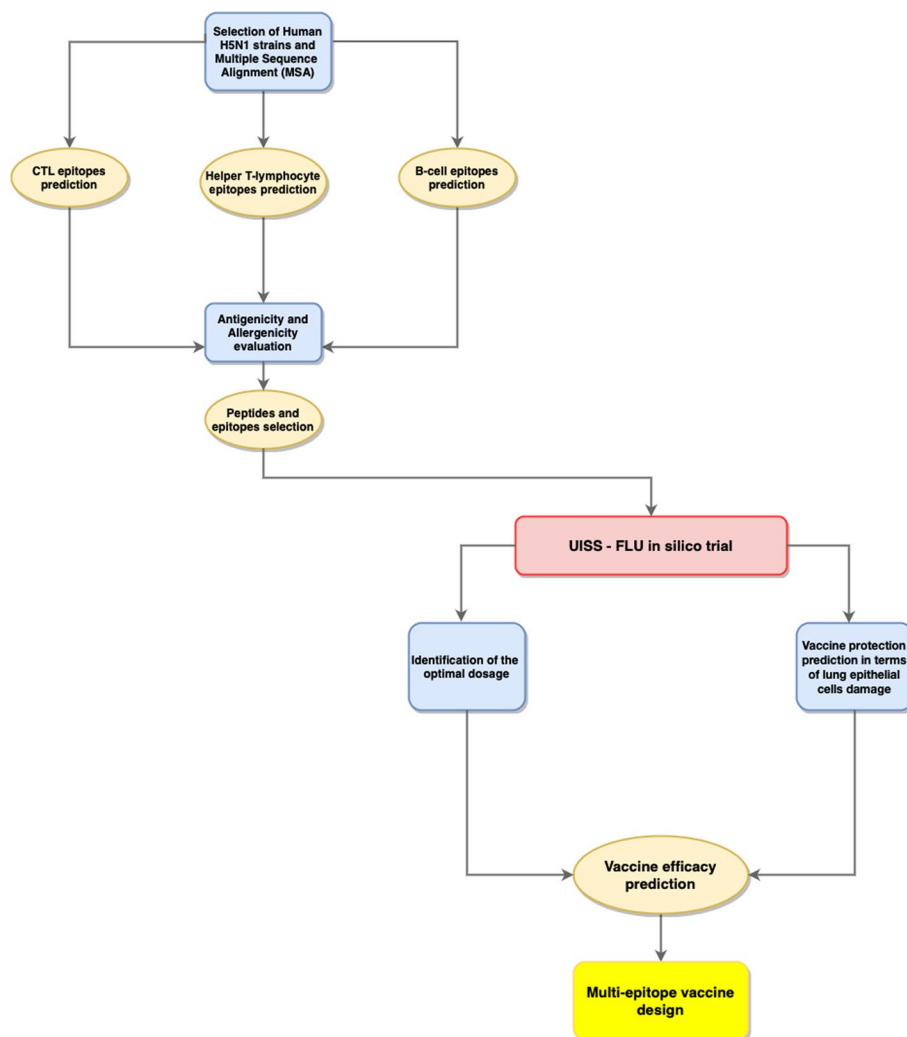 Selection of Human
H5N1 strains and
Multiple Sequence
Alignment (MSA)
CTL epitopes
prediction
Helper T-lymphocyte
epitopes prediction
B-cell epitopes
prediction
Antigenicity and
Allergenicity
evaluation
Peptides and
epitopes selection
UISS - FLU in silico trial
Identification of the
optimal dosage
Vaccine protection
prediction in terms
of lung epithelial
cells damage
Vaccine efficacy
prediction
Multi-epitope vaccine
design